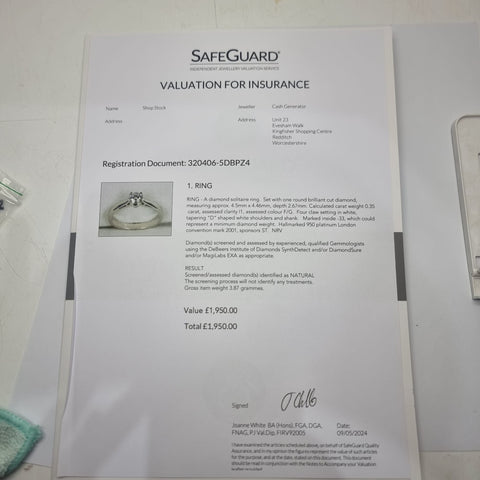 SAFEGUARD®
INDEPENDENT JEWELLERY VALUATION SERVICE
VALUATION FOR INSURANCE
Name Shop Stock Jeweller Cash Generator
Address Address Unit 23
Evesham Walk
Kingfisher Shopping Centre
Redditch
Worcestershire
Registration Document: 320406-5DBPZ4
1. RING
RING - A diamond solitaire ring. Set with one round brilliant cut diamond,
measuring approx. 4.5mm x 4.46mm, depth 2.67mm. Calculated carat weight 0.35
carat, assessed clarity I1, assessed colour F/G. Four claw setting in white,
tapering "D" shaped white shoulders and shank. Marked inside .33, which could
represent a minimum diamond weight. Hallmarked 950 platinum London
convention mark 2001, sponsors ST. NRV
Diamond(s) screened and assessed by experienced, qualified Gemmologists
using the DeBeers Institute of Diamonds SynthDetect and/or DiamondSure
and/or MagiLabs EXA as appropriate.
RESULT
Screened/assessed diamond(s) identified as NATURAL
The screening process will not identify any treatments.
Gross item weight 3.87 grammes.
Value £1,950.00
Total £1,950.00
Signed
Joanne White BA (Hons), FGA, DGA, Date
FNAG, PJ Val.Dip, FIRV92005 09/05/2024
I have examined the articles scheduled above, on behalf of SafeGuard Quality
Assurance, and in my opinion the figures represent the value of such articles
for the purpose, and at the date, stated in this document. This Document
should be read in conjunction with the Notes to Accompany your Valuation
leaflet attached.